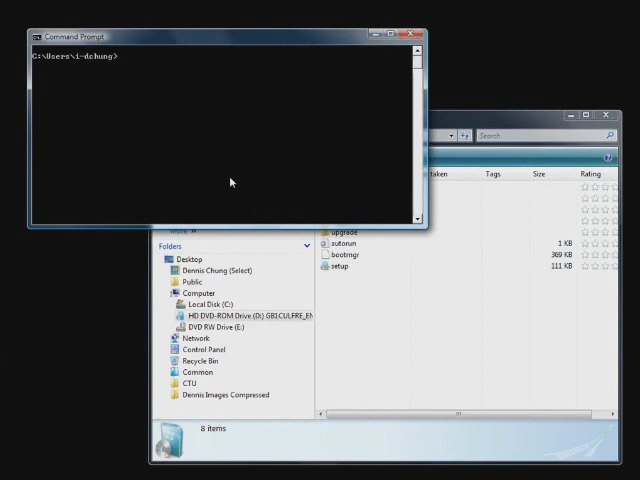 Command Prompt
C:\Users\i-dchung>
Search
taken Tags Size Rating
upgrade
autorun 1 KB
bootmgr 369 KB
setup 111 KB
Folders
Desktop
Dennis Chung (Select)
Public
Computer
Local Disk (C:)
HD DVD-ROM Drive (D:) GB1CULFRE_EN
DVD RW Drive (E:)
Network
Control Panel
Recycle Bin
Common
CTU
Dennis Images Compressed
8 items